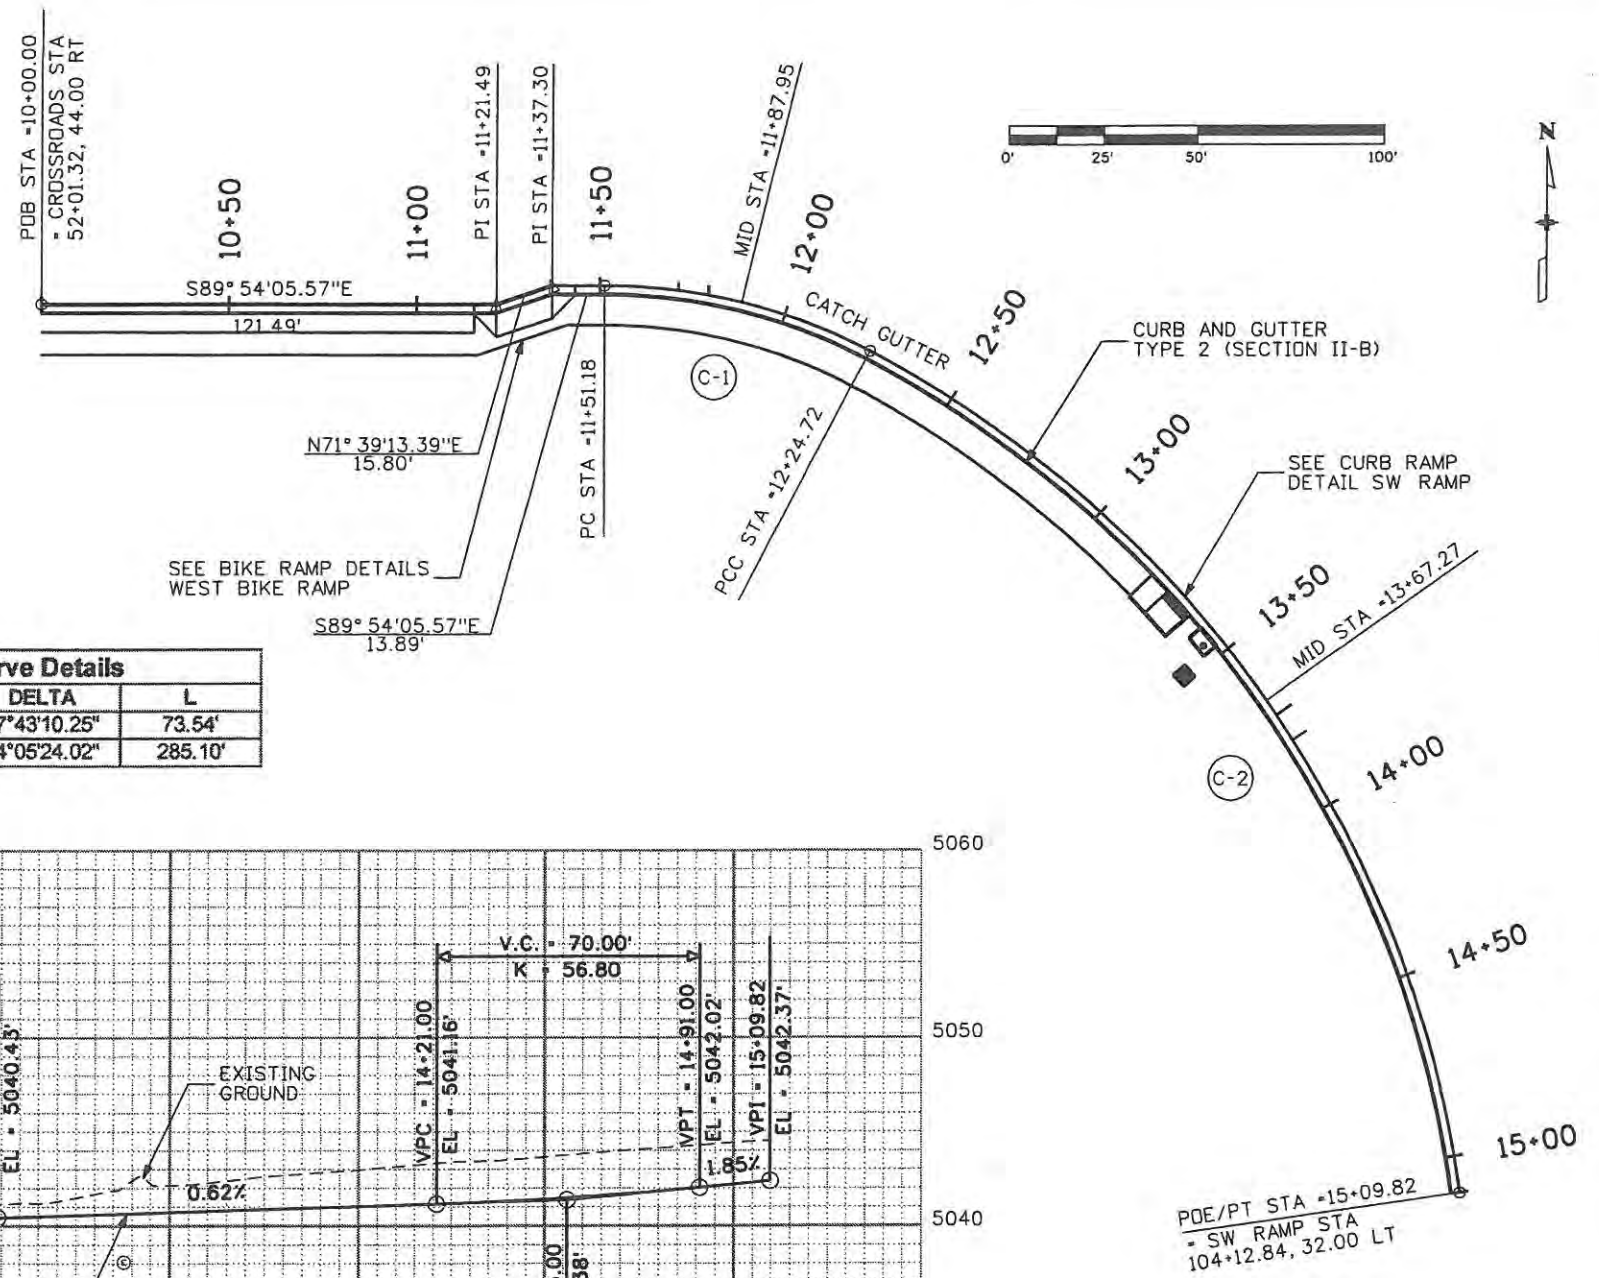 POB STA =10+00.00
= CROSSROADS STA
52+01.32, 44.00 RT
10+50
11+00
PI STA =11+21.49
PI STA =11+37.30
11+50
MID STA =11+87.95
12+00
0'
25'
50'
100'
N
S89° 54'05.57"E
121.49'
CATCH GUTTER
12+50
CURB AND GUTTER
TYPE 2 (SECTION II-B)
C-1
13+00
N71° 39'13.39"E
15.80'
PC STA =11+51.18
PCC STA =12+24.72
SEE CURB RAMP
DETAIL SW RAMP
SEE BIKE RAMP DETAILS
WEST BIKE RAMP
S89° 54'05.57"E
13.89'
13+50
MID STA =13+67.27
rve Details
DELTA
L
7°43'10.25"
73.54'
4°05'24.02"
285.10'
14+00
C-2
5060
V.C. = 70.00'
K = 56.80
14+50
EL = 5040.43'
EXISTING
GROUND
VPC = 14+21.00
EL = 5041.16'
VPT = 14+91.00
EL = 5042.02'
VPI = 15+09.82
EL = 5042.37'
5050
0.62%
1.85%
15+00
5040
POE/PT STA =15+09.82
= SW RAMP STA
104+12.84, 32.00 LT
.00
38'